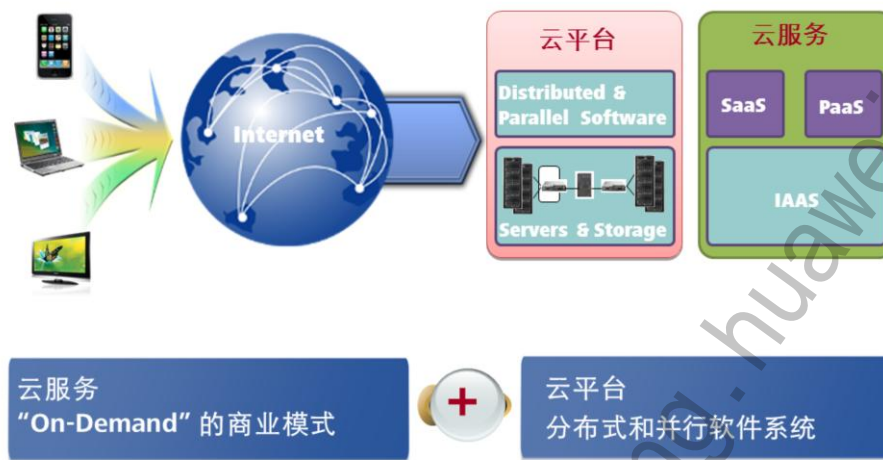 Internet
云平台
Distributed &
Parallel Software
Servers & Storage
云服务
SaaS
PaaS
IAAS
云服务
“On-Demand” 的商业模式
+
云平台
分布式和并行软件系统
ng.huawei.